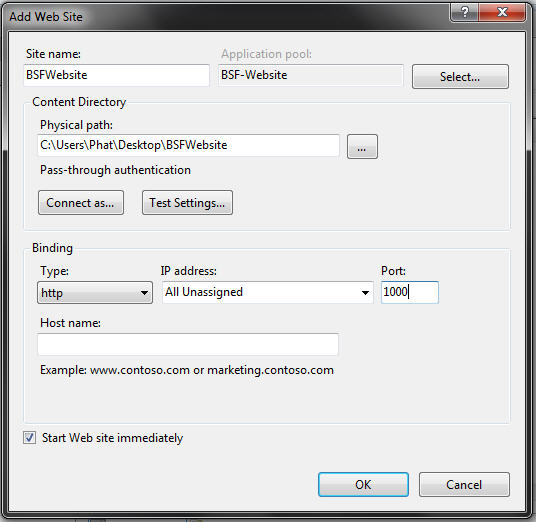 Add Web Site
Site name: Application pool:
BSFWebsite BSF-Website Select...
Content Directory
Physical path:
C:\Users\Phat\Desktop\BSFWebsite ...
Pass-through authentication
Connect as... Test Settings...
Binding
Type: IP address: Port:
http All Unassigned 1000
Host name:
Example: www.contoso.com or marketing.contoso.com
Start Web site immediately
OK Cancel